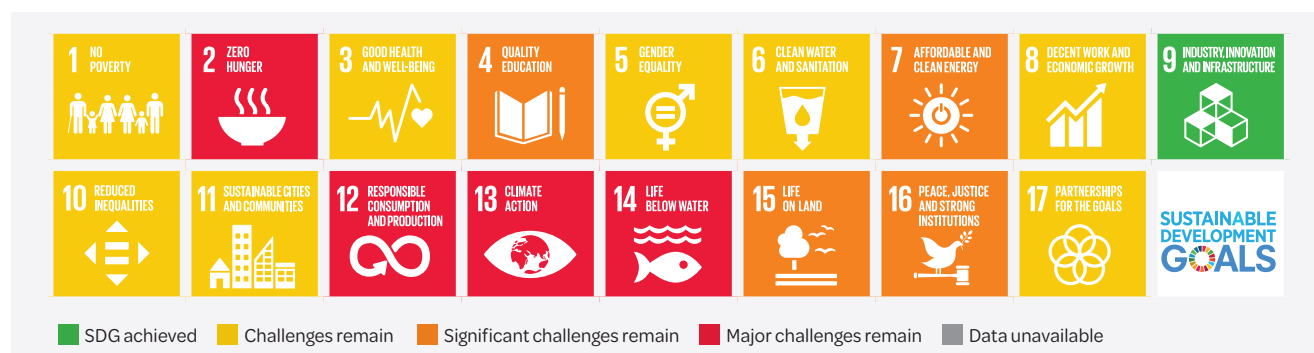 1 NO
POVERTY
2 ZERO
HUNGER
3 GOOD HEALTH
AND WELL-BEING
4 QUALITY
EDUCATION
5 GENDER
EQUALITY
6 CLEAN WATER
AND SANITATION
7 AFFORDABLE AND
CLEAN ENERGY
8 DECENT WORK AND
ECONOMIC GROWTH
9 INDUSTRY, INNOVATION
AND INFRASTRUCTURE
10 REDUCED
INEQUALITIES
11 SUSTAINABLE CITIES
AND COMMUNITIES
12 RESPONSIBLE
CONSUMPTION
AND PRODUCTION
13 CLIMATE
ACTION
14 LIFE
BELOW WATER
15 LIFE
ON LAND
16 PEACE, JUSTICE
AND STRONG
INSTITUTIONS
17 PARTNERSHIPS
FOR THE GOALS
SUSTAINABLE
DEVELOPMENT
GOALS
SDG achieved Challenges remain Significant challenges remain Major challenges remain Data unavailable